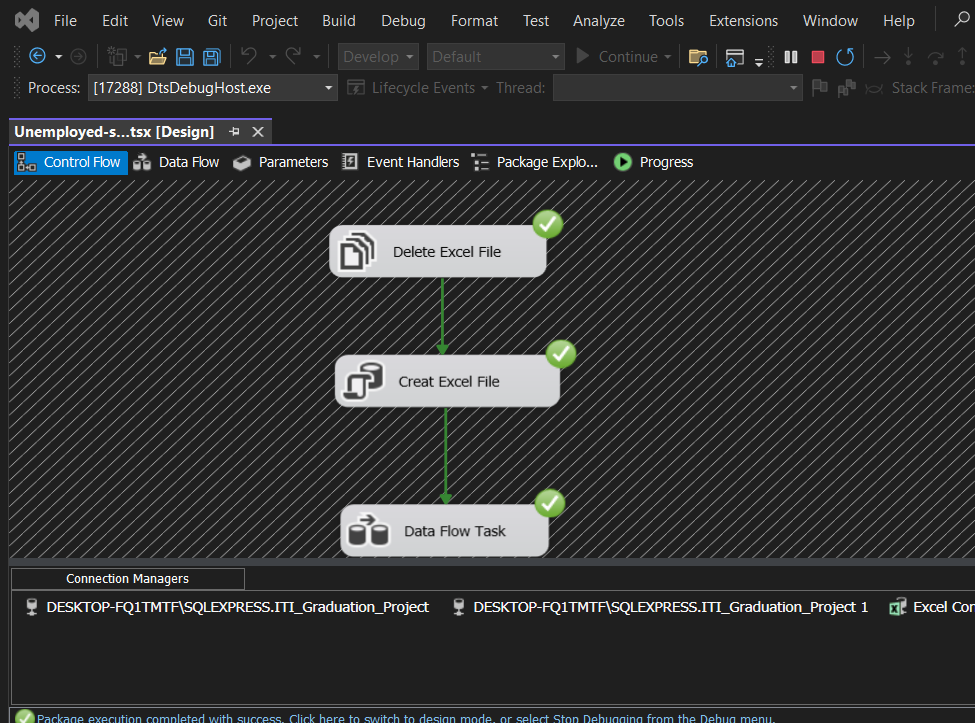 File Edit View Git Project Build Debug Format Test Analyze Tools Extensions Window Help
Develop Default Continue
Process: [17288] DtsDebugHost.exe Lifecycle Events Thread: Stack Frame:
Unemployed-s...tsx [Design]
Control Flow Data Flow Parameters Event Handlers Package Explo... Progress
Delete Excel File
Creat Excel File
Data Flow Task
Connection Managers
DESKTOP-FQ1TMTF\SQLEXPRESS.ITI_Graduation_Project DESKTOP-FQ1TMTF\SQLEXPRESS.ITI_Graduation_Project 1 Excel Con
Package execution completed with success. Click here to switch to design mode, or select Stop Debugging from the Debug menu.